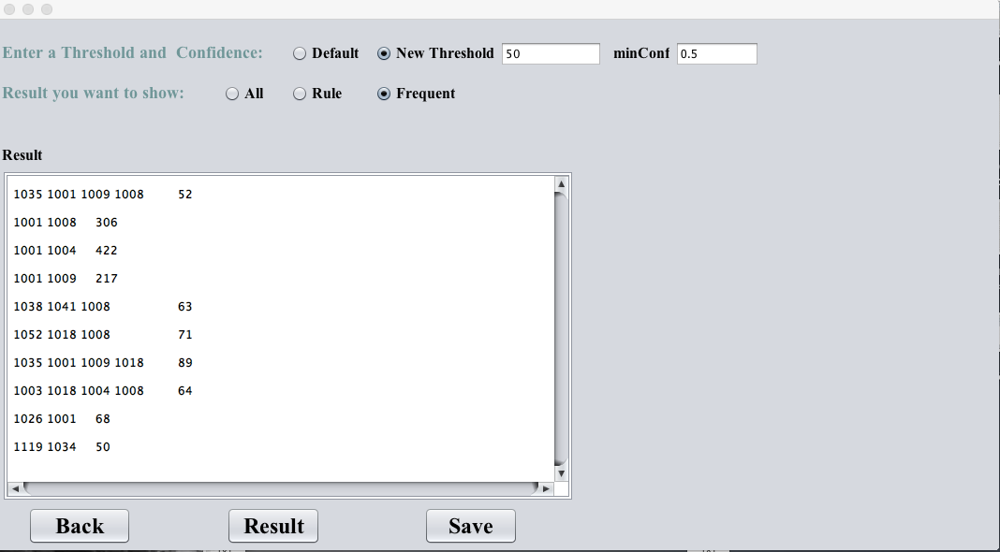 Enter a Threshold and Confidence: Default New Threshold 50 minConf 0.5
Result you want to show: All Rule Frequent
Result
1035 1001 1009 1008 52
1001 1008 306
1001 1004 422
1001 1009 217
1038 1041 1008 63
1052 1018 1008 71
1035 1001 1009 1018 89
1003 1018 1004 1008 64
1026 1001 68
1119 1034 50
Back Result Save